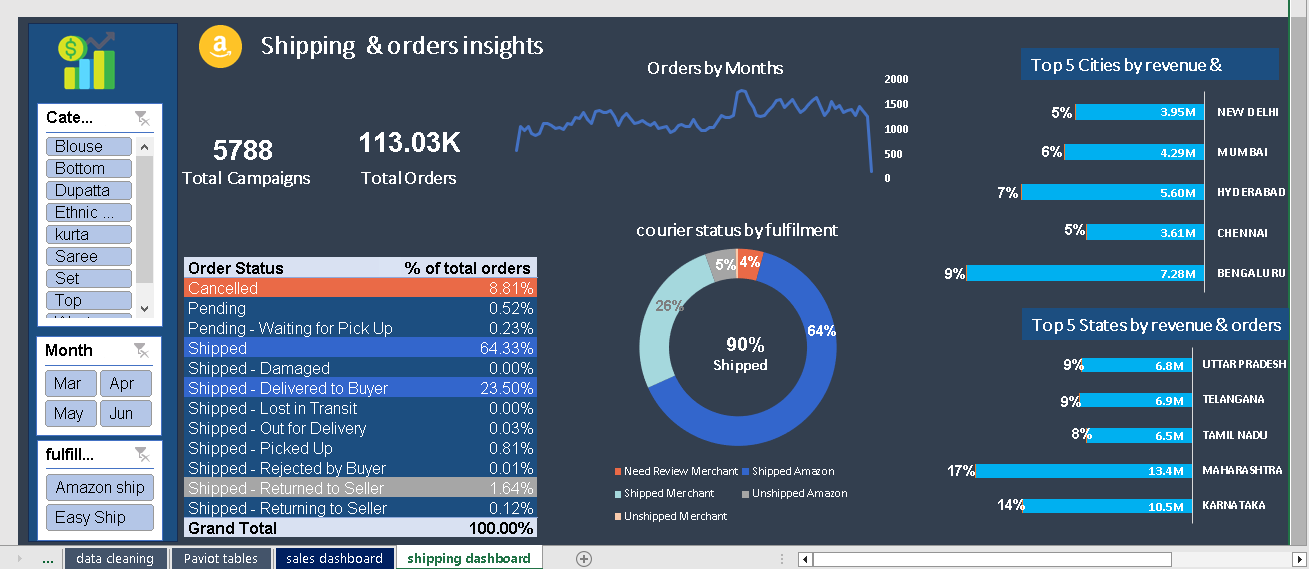 a
Shipping & orders insights
Cate...
Blouse
Bottom
Dupatta
Ethnic ...
kurta
Saree
Set
Top
Month
Mar Apr
May Jun
fulfill...
Amazon ship
Easy Ship
5788
Total Campaigns
113.03K
Total Orders
Order Status % of total orders
Cancelled 8.81%
Pending 0.52%
Pending - Waiting for Pick Up 0.23%
Shipped 64.33%
Shipped - Damaged 0.00%
Shipped - Delivered to Buyer 23.50%
Shipped - Lost in Transit 0.00%
Shipped - Out for Delivery 0.03%
Shipped - Picked Up 0.81%
Shipped - Rejected by Buyer 0.01%
Shipped - Returned to Seller 1.64%
Shipped - Returning to Seller 0.12%
Grand Total 100.00%
Orders by Months
2000
1500
1000
500
0
courier status by fulfilment
5% 4%
26%
64%
90%
Shipped
Need Review Merchant Shipped Amazon
Shipped Merchant Unshipped Amazon
Unshipped Merchant
Top 5 Cities by revenue &
5% 3.95M NEW DELHI
6% 4.29M MUMBAI
7% 5.60M HYDERABAD
5% 3.61M CHENNAI
9% 7.28M BENGALURU
Top 5 States by revenue & orders
9% 6.8M UTTAR PRADESH
9% 6.9M TELANGANA
8% 6.5M TAMIL NADU
17% 13.4M MAHARASHTRA
14% 10.5M KARNATAKA
... data cleaning Paviot tables sales dashboard shipping dashboard